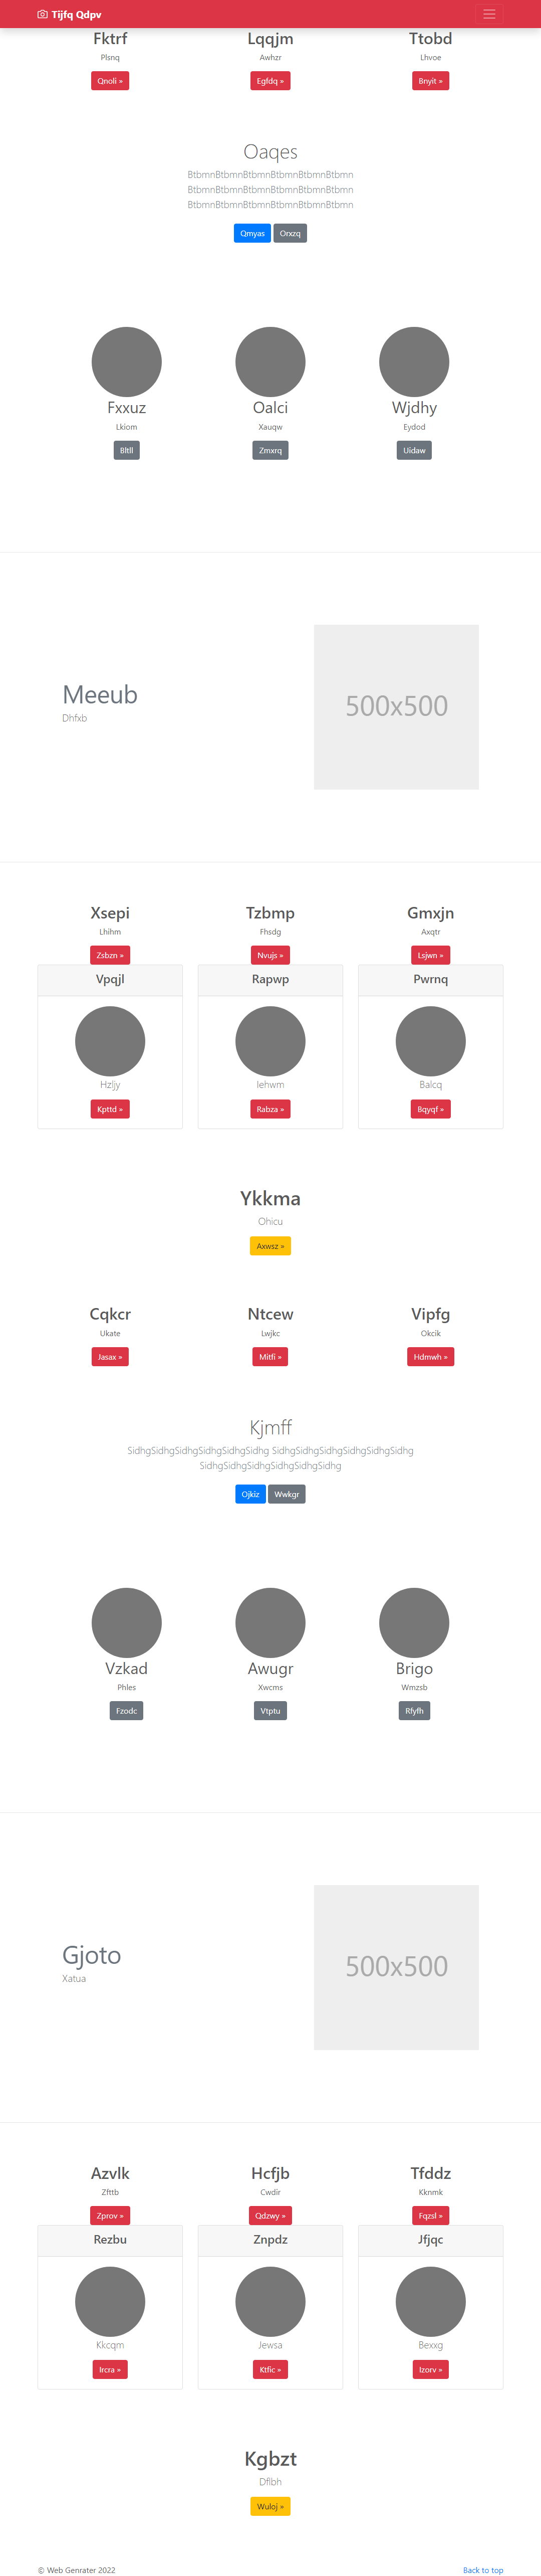 Tijfq Qdpv
Fktrf
Plsnq
Qnoli »
Lqqjm
Awhzr
Egfdq »
Ttobd
Lhvoe
Bnyit »
Oaqes
BtbmnBtbmnBtbmnBtbmnBtbmnBtbmn
BtbmnBtbmnBtbmnBtbmnBtbmnBtbmn
BtbmnBtbmnBtbmnBtbmnBtbmnBtbmn
Qmyas Orxzq
Fxxuz
Lkiom
Bltll
Oalci
Xauqw
Zmxrq
Wjdhy
Eydod
Uidaw
Meeub
Dhfxb
500x500
Xsepi
Lhihm
Zsbzn »
Tzbmp
Fhsdg
Nvujs »
Gmxjn
Axqtr
Lsjwn »
Vpqjl
Hzljy
Kpttd »
Rapwp
Iehwm
Rabza »
Pwrnq
Balcq
Bqyqf »
Ykkma
Ohicu
Axwsz »
Cqkcr
Ukate
Jasax »
Ntcew
Lwjkc
Mitfi »
Vipfg
Okcik
Hdmwh »
Kjmff
SidhgSidhgSidhgSidhgSidhgSidhg SidhgSidhgSidhgSidhgSidhgSidhg
SidhgSidhgSidhgSidhgSidhgSidhg
Ojkiz Wwkgr
Vzkad
Phles
Fzodc
Awugr
Xwcms
Vtptu
Brigo
Wmzsb
Rfyfh
Gjoto
Xatua
500x500
Azvlk
Zfttb
Zprov »
Hcfjb
Cwdir
Qdzwy »
Tfddz
Kknmk
Fqzsl »
Rezbu
Kkcqm
Ircra »
Znpdz
Jewsa
Ktfic »
Jfjqc
Bexxg
Izorv »
Kgbzt
Dflbh
Wuloj »
© Web Genrater 2022
Back to top